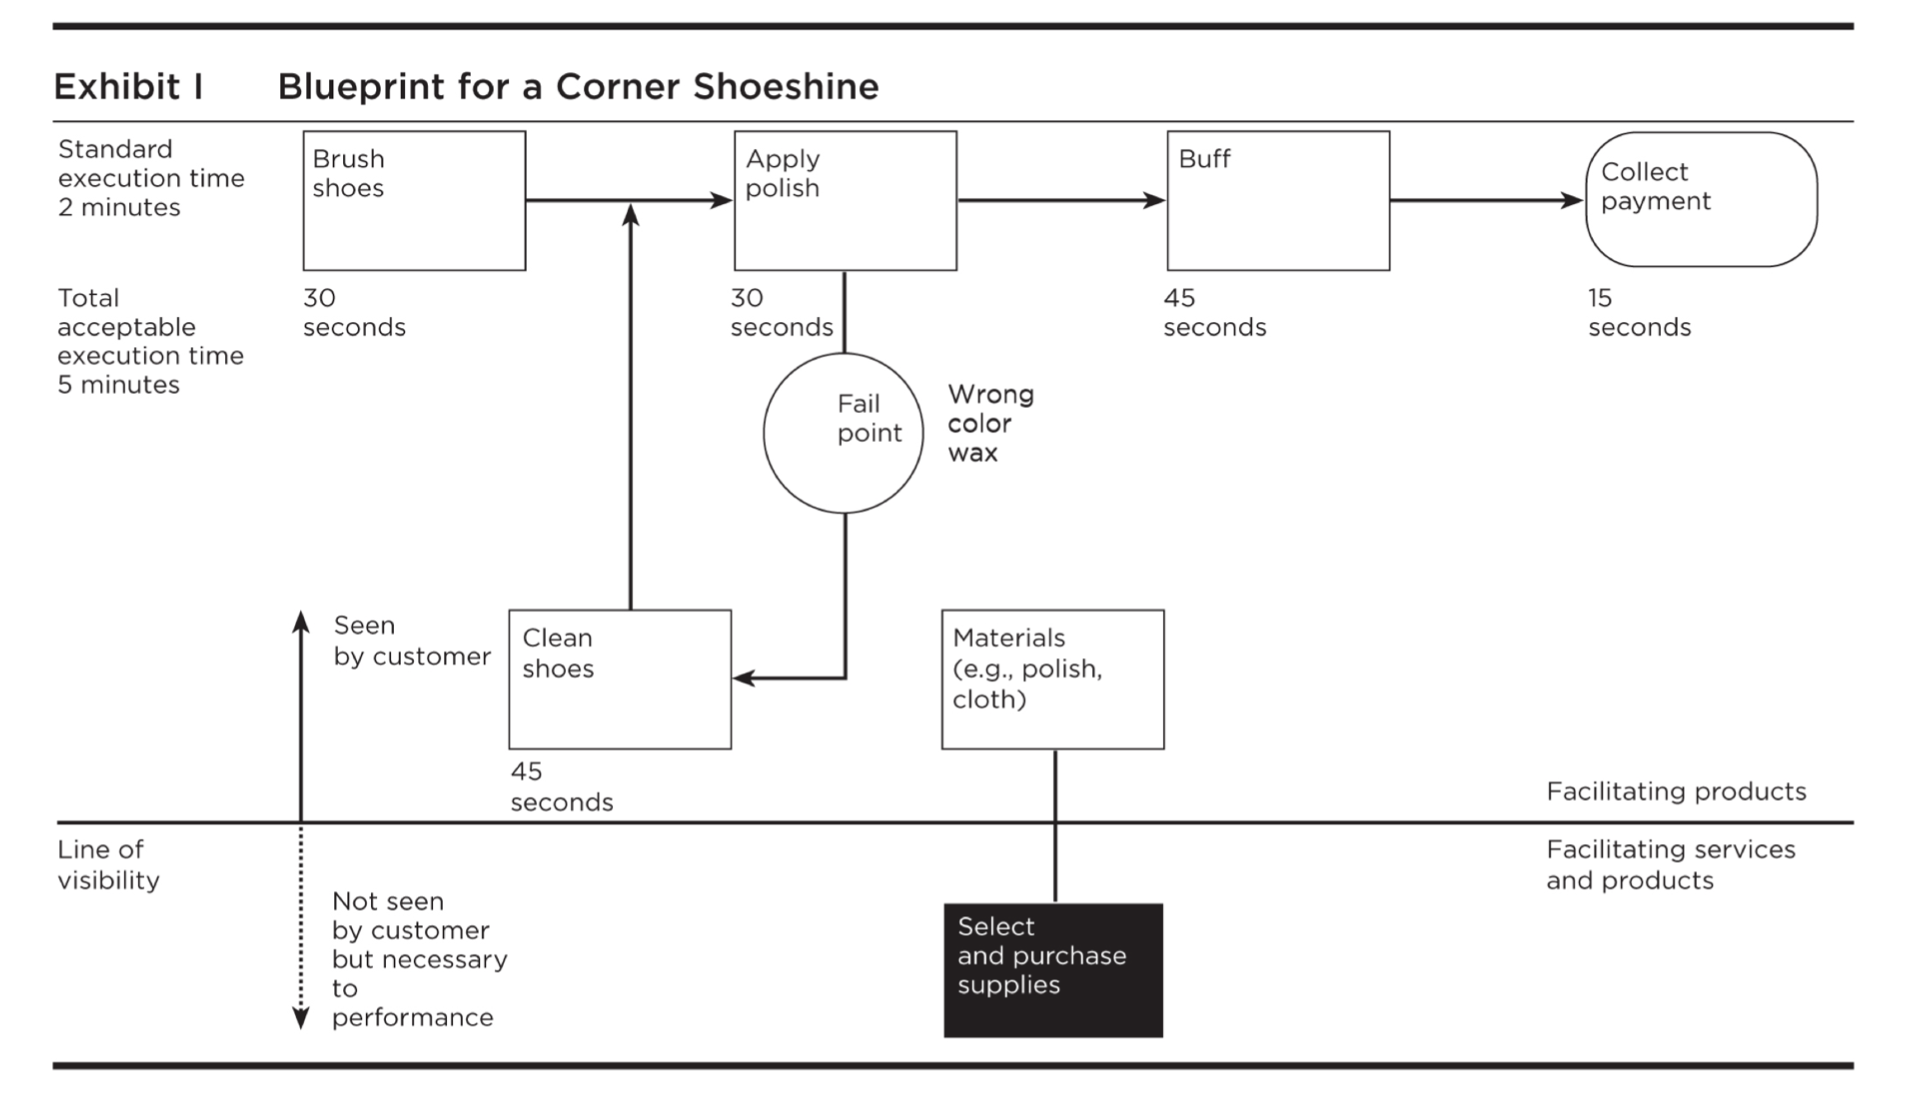 Exhibit I Blueprint for a Corner Shoeshine
Standard
execution time
2 minutes
Brush
shoes
Apply
polish
Buff
Collect
payment
Total
acceptable
execution time
5 minutes
30
seconds
30
seconds
45
seconds
15
seconds
Fail
point
Wrong
color
wax
Seen
by customer
Clean
shoes
Materials
(e.g., polish,
cloth)
45
seconds
Facilitating products
Line of
visibility
Facilitating services
and products
Not seen
by customer
but necessary
to
performance
Select
and purchase
supplies